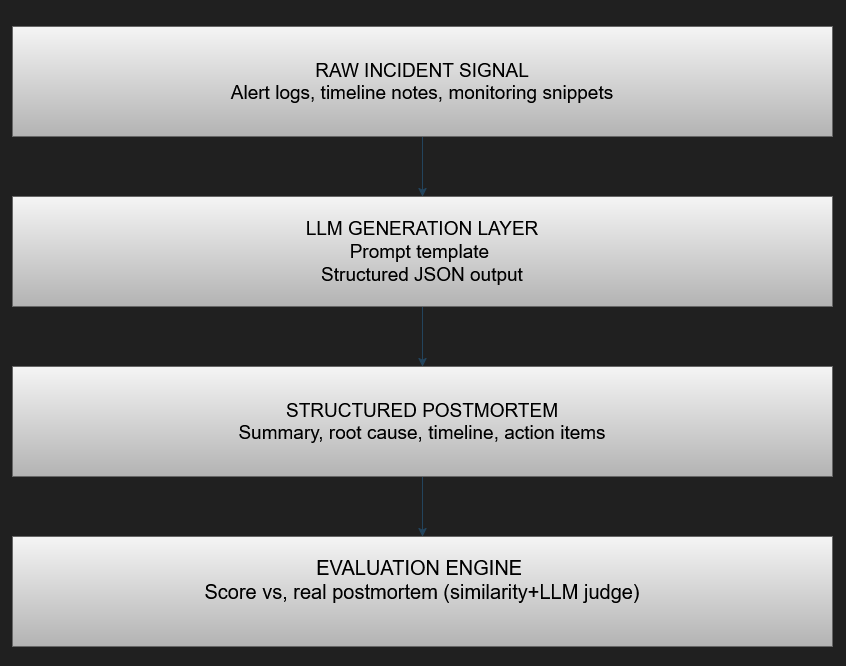 RAW INCIDENT SIGNAL
Alert logs, timeline notes, monitoring snippets
LLM GENERATION LAYER
Prompt template
Structured JSON output
STRUCTURED POSTMORTEM
Summary, root cause, timeline, action items
EVALUATION ENGINE
Score vs, real postmortem (similarity+LLM judge)